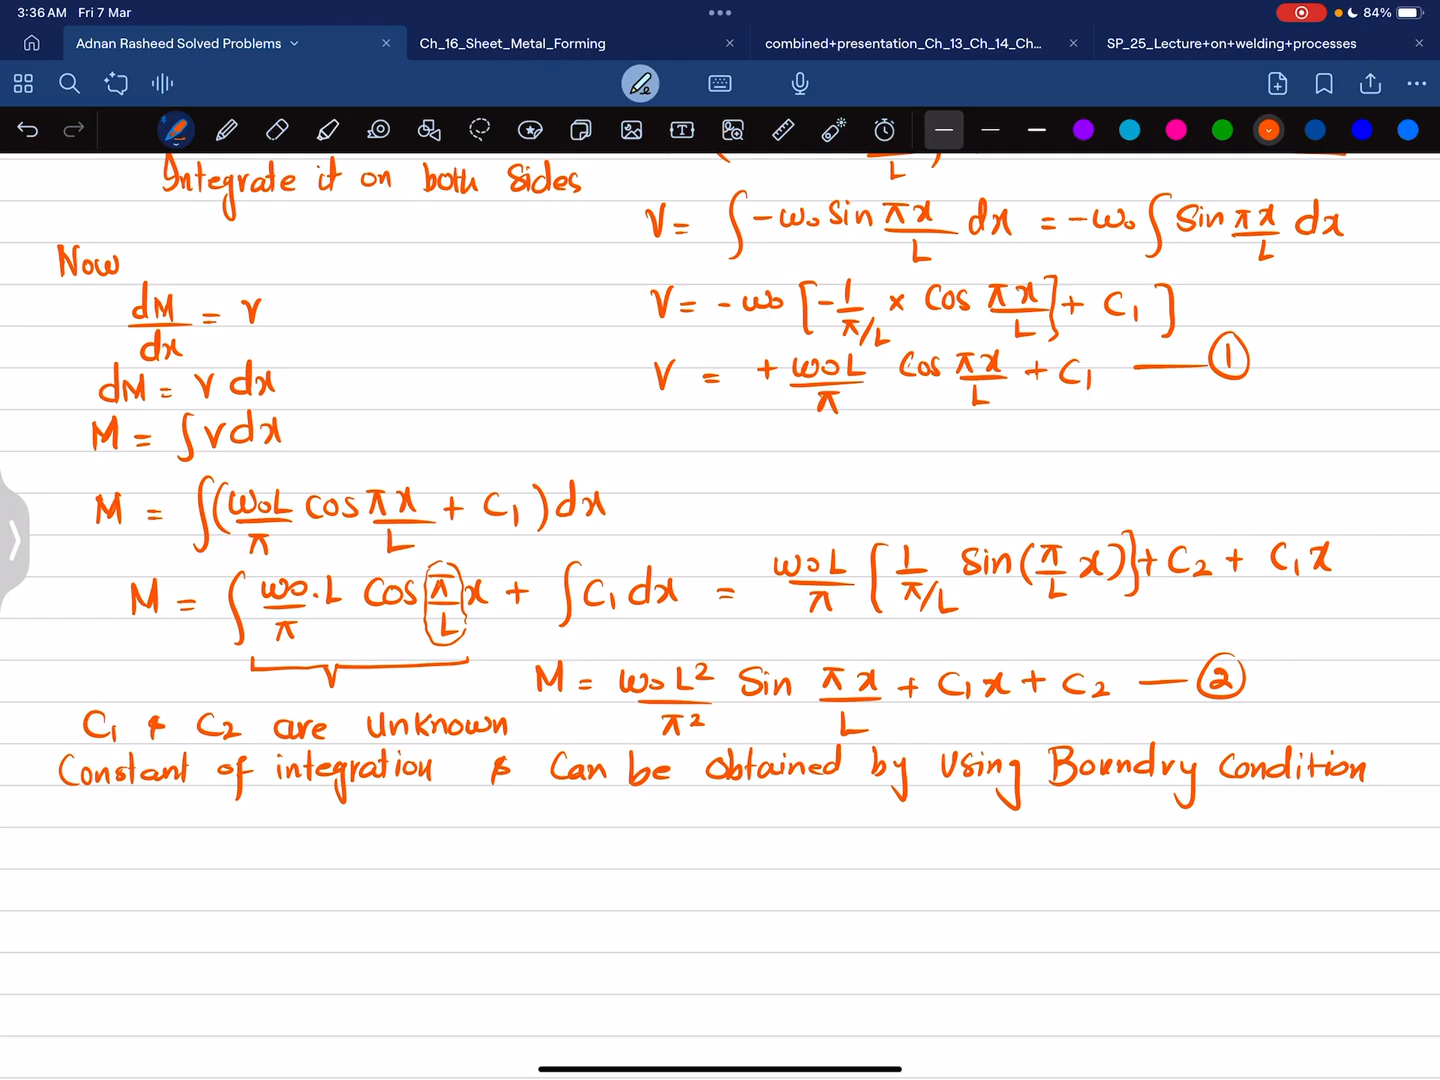 3:36 AM Fri 7 Mar
84%
Adnan Rasheed Solved Problems
Ch_16_Sheet_Metal_Forming
combined+presentation_Ch_13_Ch_14_Ch...
SP_25_Lecture+on+welding+processes
Integrate it on both sides
V = ∫ -w₀ sin πx/L dx = -w₀ ∫ sin πx/L dx
Now
dM/dx = V
V = -w₀ [ -1/π/L × cos πx/L ] + C₁ ]
dM = V dx
V = + w₀L/π cos πx/L + C₁ — ①
M = ∫ V dx
M = ∫ ( w₀L/π cos πx/L + C₁ ) dx
M = ∫ w₀.L/π cos π/L x + ∫ C₁ dx = w₀L/π [ 1/π/L sin ( π/L x ) ] + C₂ + C₁x
M = w₀L²/π² sin πx/L + C₁x + C₂ — ②
C₁ & C₂ are unknown
Constant of integration & Can be obtained by using Boundry Condition